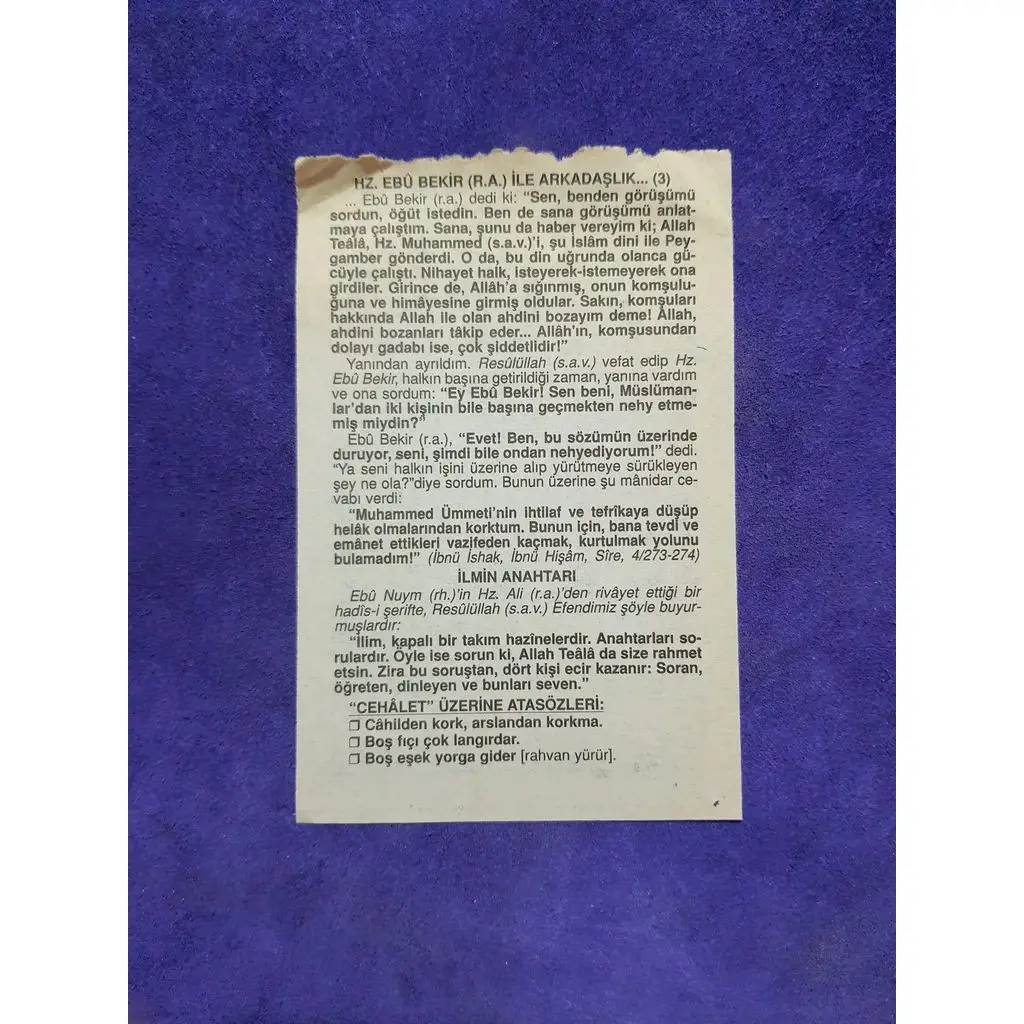 HZ. EBÛ BEKİR (R.A.) İLE ARKADAŞLIK... (3)
... Ebû Bekir (r.a.) dedi ki: “Sen, benden görüşümü
sordun, öğüt istedin. Ben de sana görüşümü anlat-
maya çalıştım. Sana, şunu da haber vereyim ki; Allah
Teâlâ, Hz. Muhammed (s.a.v.)'i, şu İslâm dini ile Pey-
gamber gönderdi. O da, bu din uğrunda olanca gü-
cüyle çalıştı. Nihayet halk, isteyerek-istemeyerek ona
girdiler. Girince de, Allâh'a sığınmış, onun komşulu-
ğuna ve himâyesine girmiş oldular. Sakın, komşuları
hakkında Allah ile olan ahdini bozayım deme! Allah,
ahdini bozanları tâkip eder... Allâh'ın, komşusundan
dolayı gadabı ise, çok şiddetlidir!”
Yanından ayrıldım. Resûlüllah (s.a.v.) vefat edip Hz.
Ebû Bekir, halkın başına getirildiği zaman, yanına vardım
ve ona sordum: “Ey Ebû Bekir! Sen beni, Müslüman-
lar'dan iki kişinin bile başına geçmekten nehy etme-
miş miydin?”
Ebû Bekir (r.a.), “Evet! Ben, bu sözümün üzerinde
duruyor, seni, şimdi bile ondan nehyediyorum!” dedi.
“Ya seni halkın işini üzerine alıp yürütmeye sürükleyen
şey ne ola?”diye sordum. Bunun üzerine şu mânidar ce-
vabı verdi:
“Muhammed Ümmeti'nin ihtilaf ve tefrîkaya düşüp
helâk olmalarından korktum. Bunun için, bana tevdi ve
emânet ettikleri vazifeden kaçmak, kurtulmak yolunu
bulamadım!” (İbnü İshak, İbnü Hişâm, Sîre, 4/273-274)
İLMİN ANAHTARI
Ebû Nuym (rh.)'in Hz. Ali (r.a.)'den rivâyet ettiği bir
hadîs-i şerifte, Resûlüllah (s.a.v.) Efendimiz şöyle buyur-
muşlardır:
“İlim, kapalı bir takım hazînelerdir. Anahtarları so-
rulardır. Öyle ise sorun ki, Allah Teâlâ da size rahmet
etsin. Zira bu soruştan, dört kişi ecir kazanır: Soran,
öğreten, dinleyen ve bunları seven.”
“CEHÂLET” ÜZERİNE ATASÖZLERİ:
❒ Câhilden kork, arslandan korkma.
❒ Boş fıçı çok langırdar.
❒ Boş eşek yorga gider [rahvan yürür].